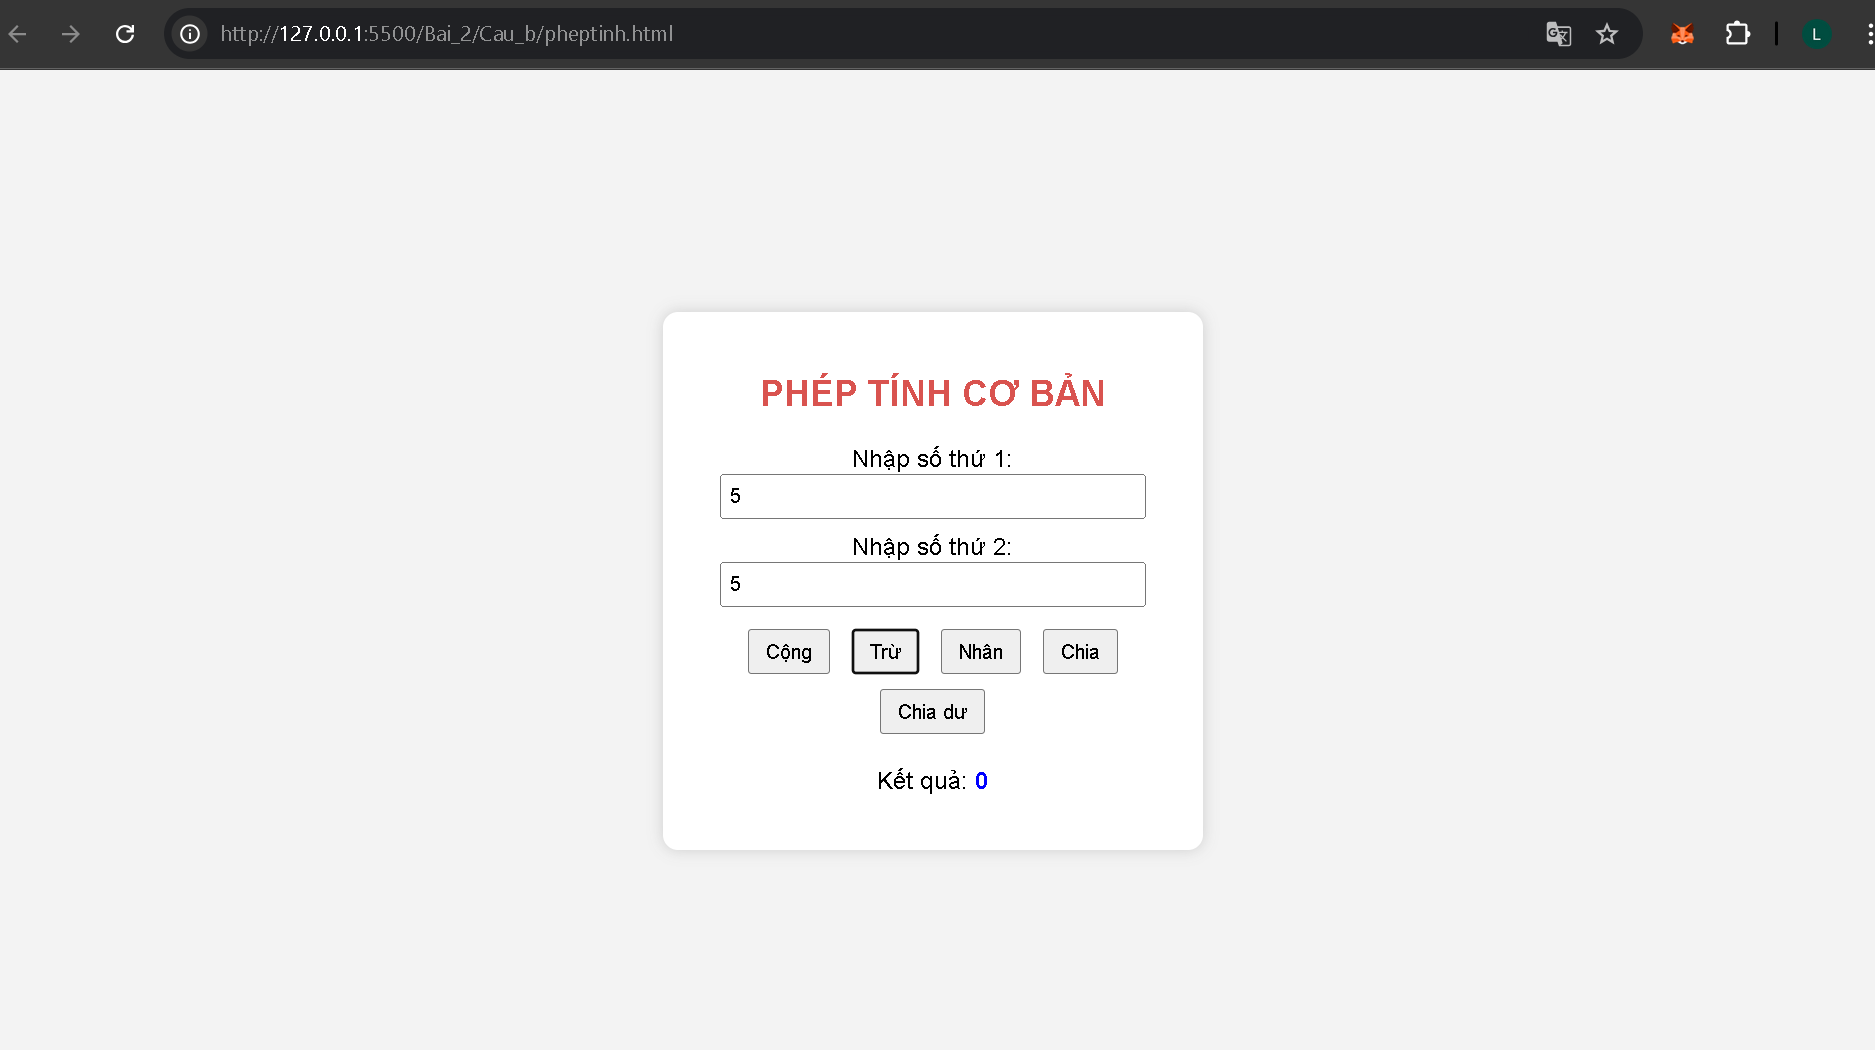 http://127.0.0.1:5500/Bai_2/Cau_b/pheptinh.html
L
PHÉP TÍNH CƠ BẢN
Nhập số thứ 1:
5
Nhập số thứ 2:
5
Cộng Trừ Nhân Chia
Chia dư
Kết quả: 0